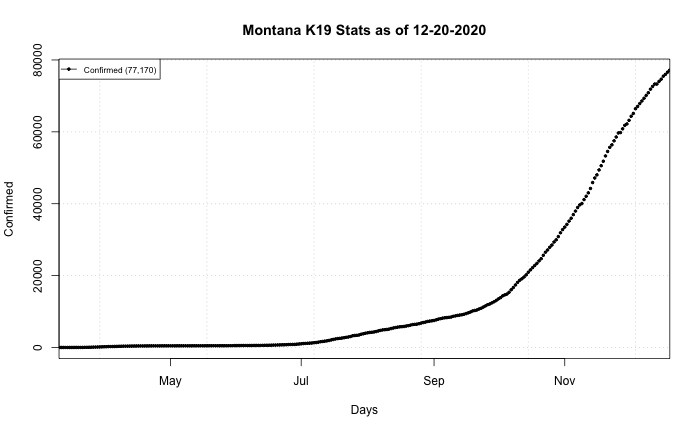 Montana K19 Stats as of 12-20-2020
Confirmed (77,170)
80000
60000
40000
20000
0
Confirmed
May Jul Sep Nov
Days